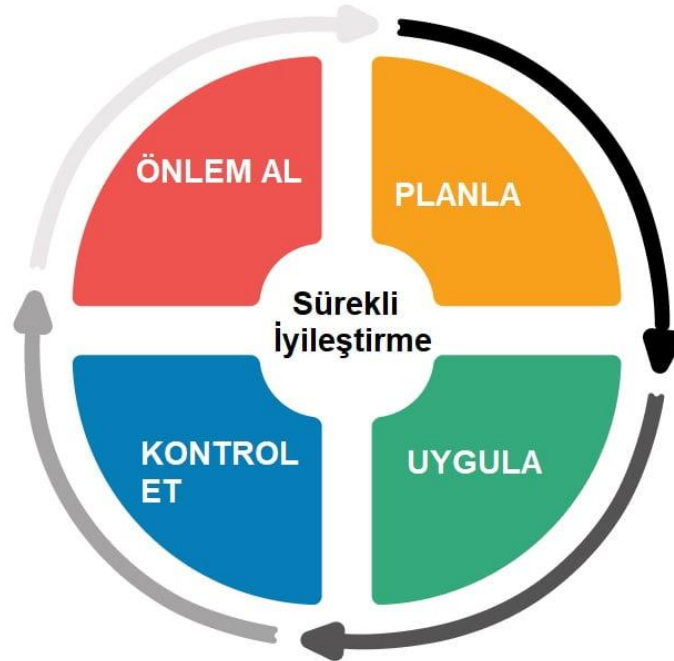 ÖNLEM AL
PLANLA
Sürekli
İyileştirme
KONTROL
ET
UYGULA